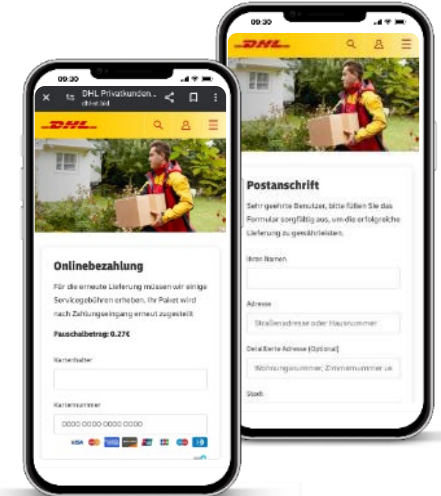 09:30
DHL Privatkunden...
DHL
Onlinebezahlung
Für die erneute Lieferung müssen wir einige
Servicegebühren erheben. Ihr Paket wird
nach Zahlungseingang erneut zugestellt
Pauschalbetrag: 0.27€
Kartenhalter
Kartennummer
0000 0000 0000 0000
VISA
09:30
DHL
Postanschrift
Sehr geehrte Benutzer, bitte füllen Sie das
Formular sorgfältig aus, um die erfolgreiche
Lieferung zu gewährleisten.
Ihren Namen
Adresse
Straßenadresse oder Hausnummer
Detaillierte Adresse (Optional)
Wohnungsnummer, Zimmernummer us
Stadt